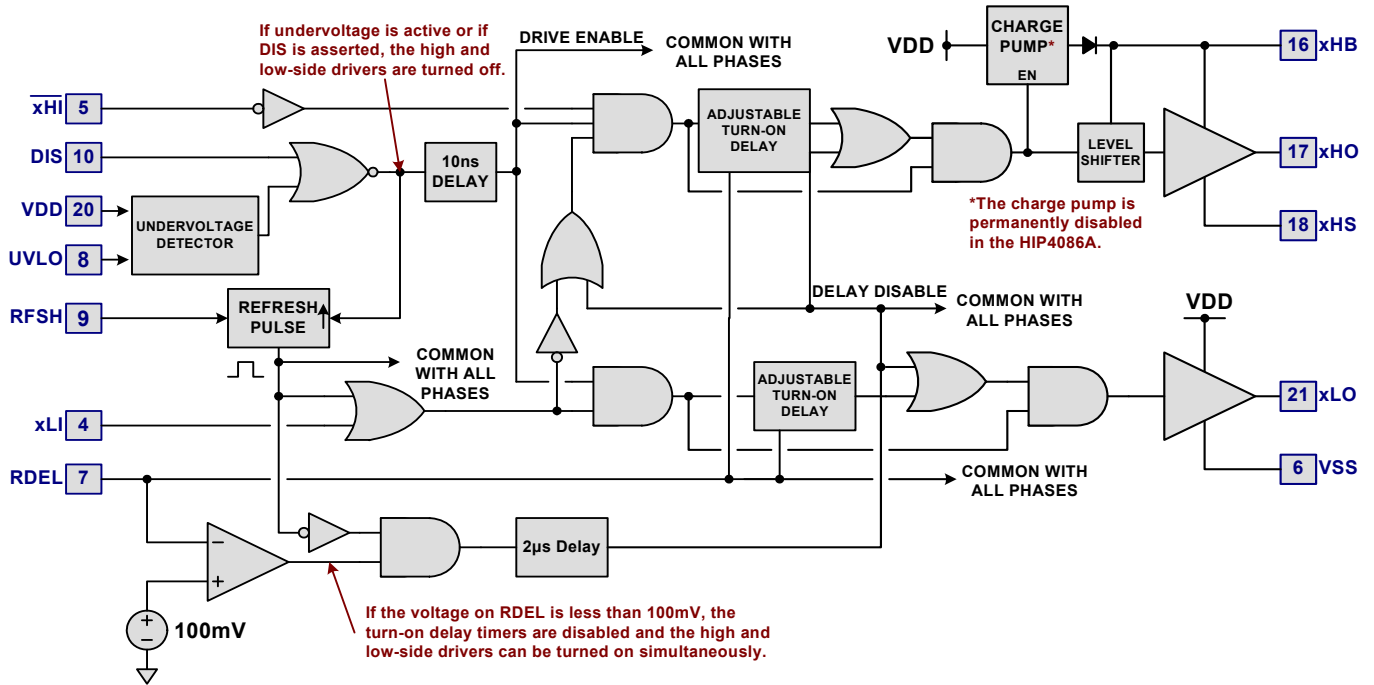 If undervoltage is active or if
DIS is asserted, the high and
low-side drivers are turned off.
DRIVE ENABLE
COMMON WITH
ALL PHASES
VDD
CHARGE
PUMP*
EN
16 xHB
xHI 5
ADJUSTABLE
TURN-ON
DELAY
DIS 10
10ns
DELAY
LEVEL
SHIFTER
17 xHO
VDD 20
UNDERVOLTAGE
DETECTOR
UVLO 8
*The charge pump is
permanently disabled
in the HIP4086A.
18 xHS
RFSH 9
REFRESH
PULSE
DELAY DISABLE
COMMON WITH
ALL PHASES
VDD
COMMON
WITH ALL
PHASES
ADJUSTABLE
TURN-ON
DELAY
21 xLO
xLI 4
RDEL 7
COMMON WITH
ALL PHASES
6 VSS
−
+
2µs Delay
+
−
100mV
If the voltage on RDEL is less than 100mV, the
turn-on delay timers are disabled and the high and
low-side drivers can be turned on simultaneously.